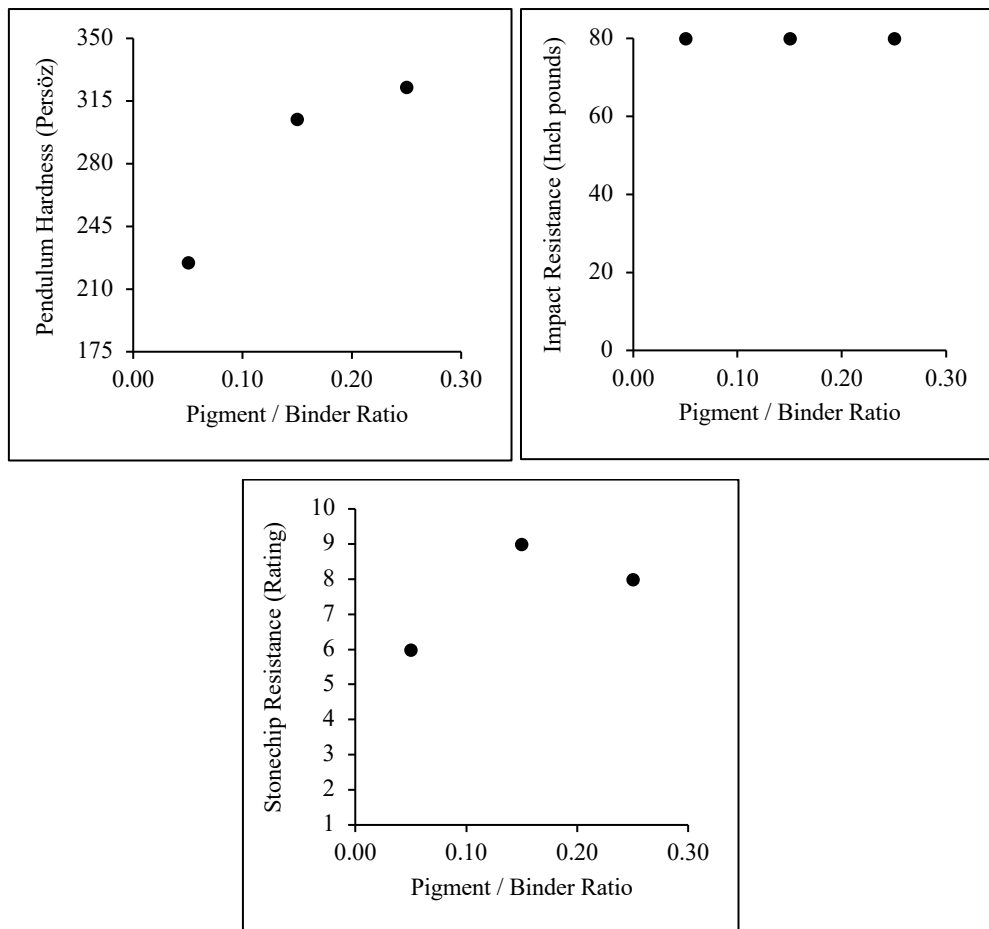 Pendulum Hardness (Persöz)
350
315
280
245
210
175
0.00 0.10 0.20 0.30
Pigment / Binder Ratio
Impact Resistance (Inch pounds)
80
60
40
20
0
0.00 0.10 0.20 0.30
Pigment / Binder Ratio
Stonechip Resistance (Rating)
10
9
8
7
6
5
4
3
2
1
0.00 0.10 0.20 0.30
Pigment / Binder Ratio